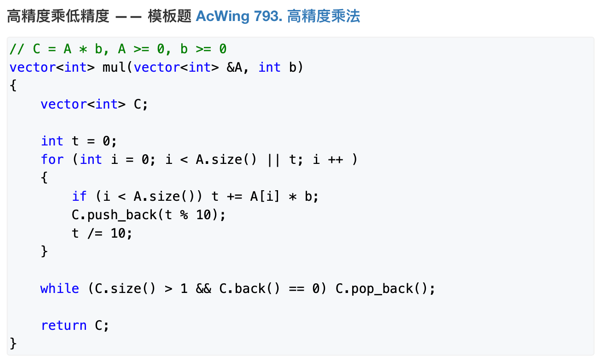 高精度乘低精度 —— 模板题 AcWing 793. 高精度乘法
// C = A * b, A >= 0, b >= 0
vector<int> mul(vector<int> &A, int b)
{
    vector<int> C;

    int t = 0;
    for (int i = 0; i < A.size() || t; i ++ )
    {
        if (i < A.size()) t += A[i] * b;
        C.push_back(t % 10);
        t /= 10;
    }

    while (C.size() > 1 && C.back() == 0) C.pop_back();

    return C;
}